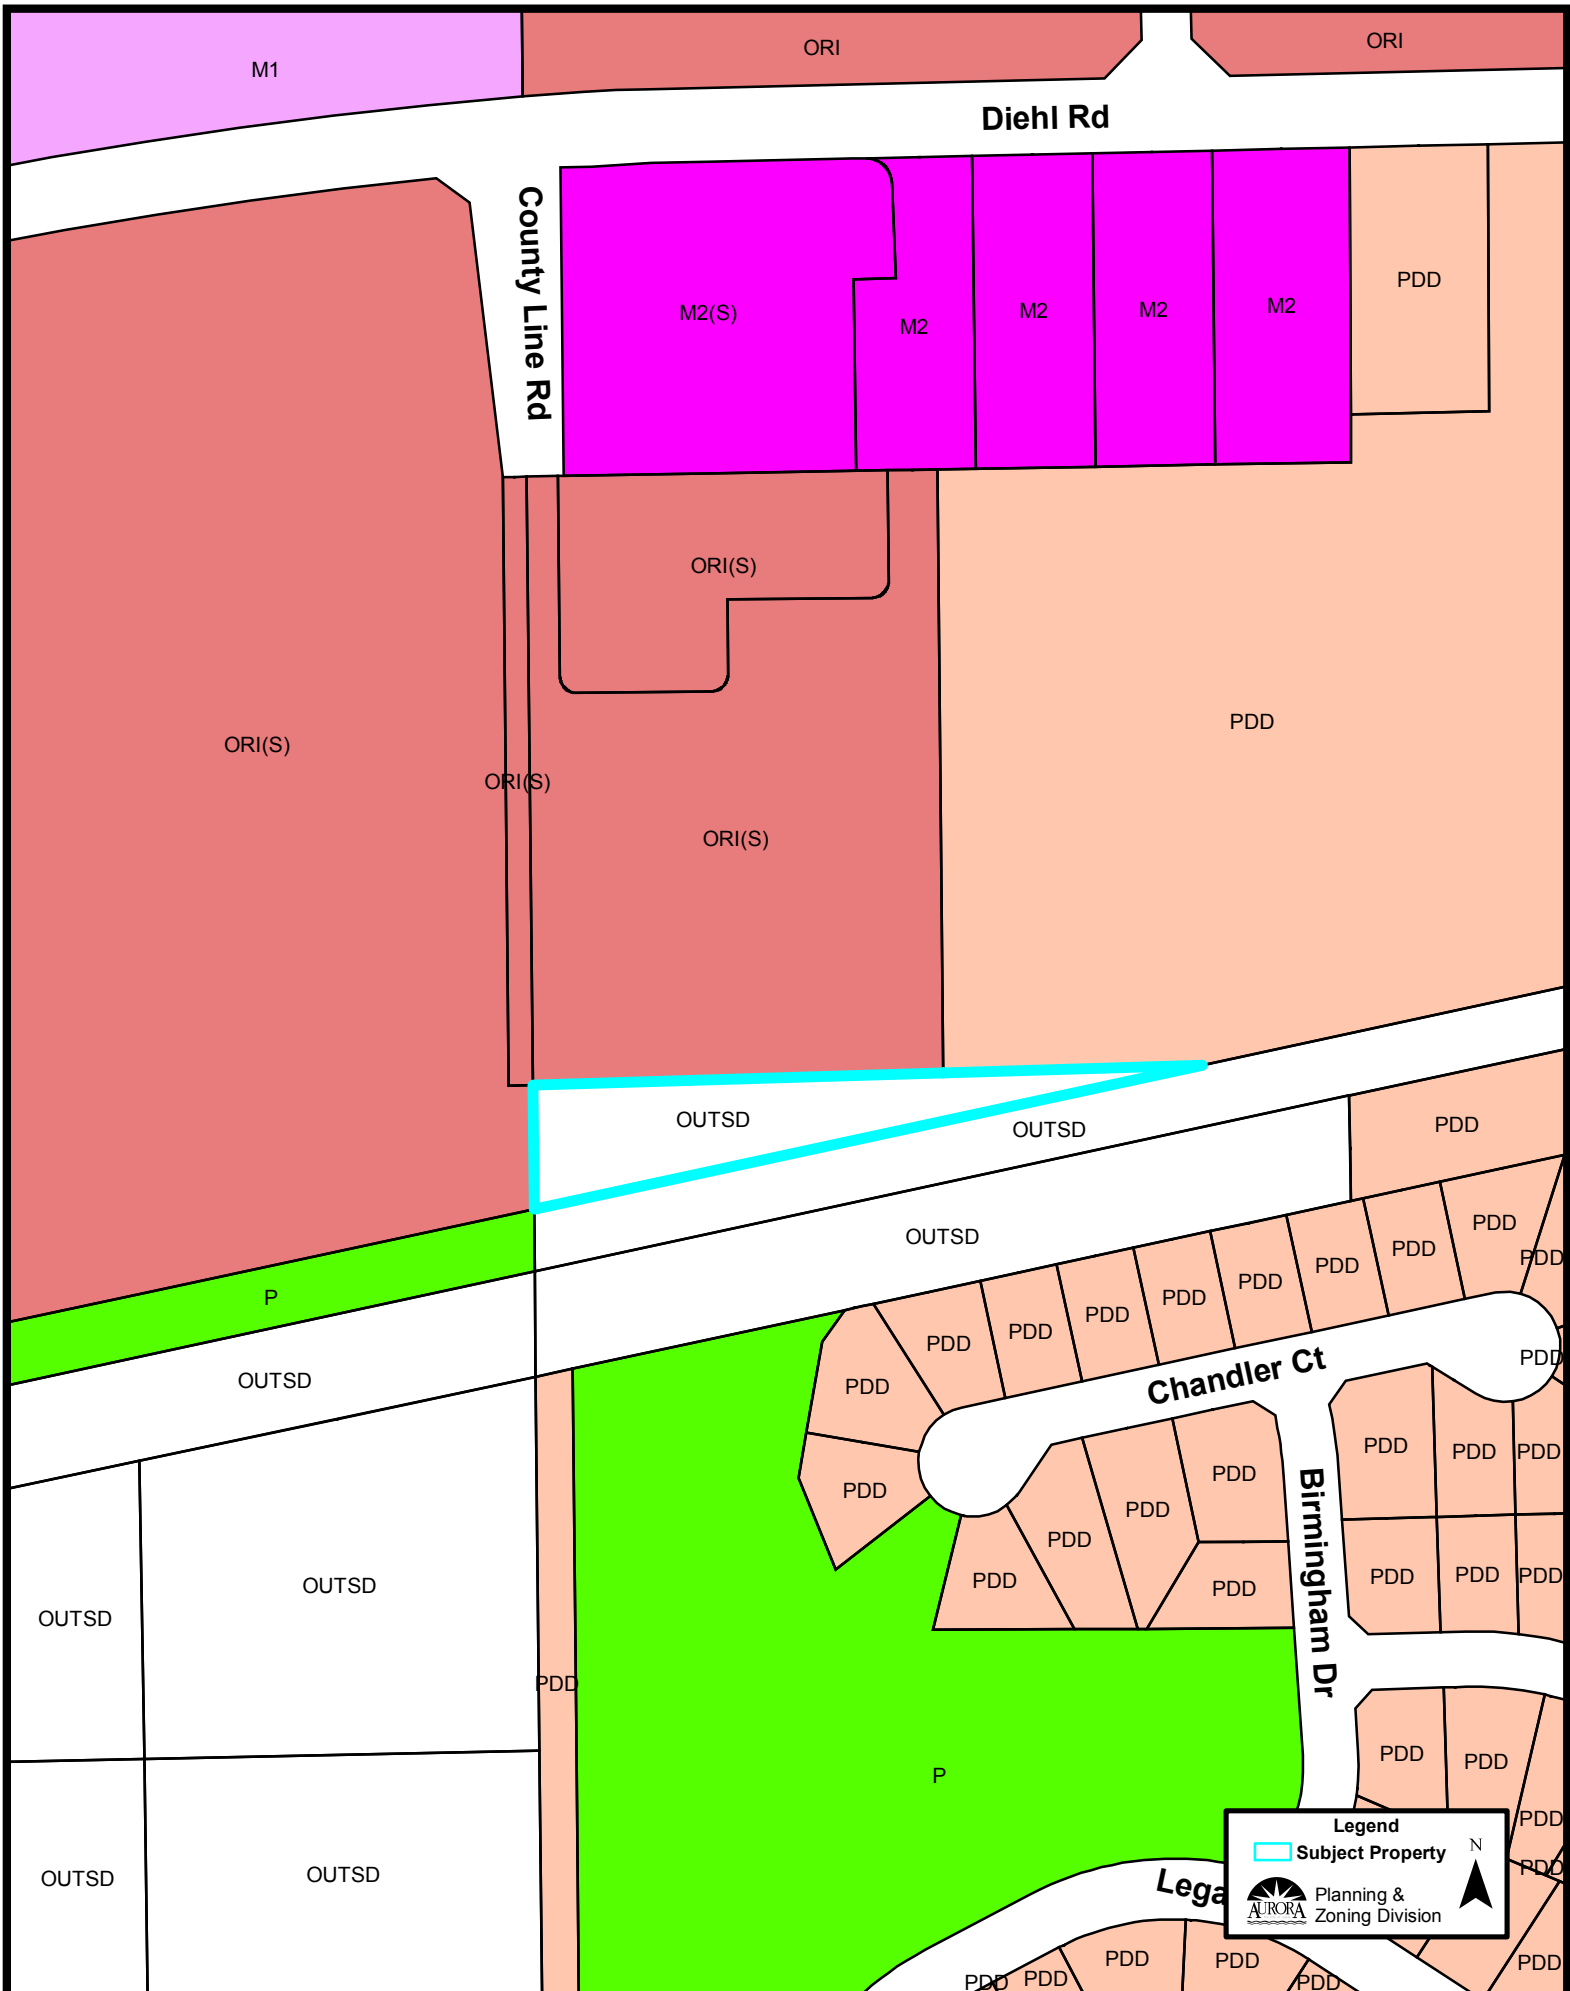 M1
ORI
ORI
Diehl Rd
County Line Rd
M2(S)
M2
M2
M2
M2
PDD
ORI(S)
PDD
ORI(S)
ORI(S)
ORI(S)
OUTSD
OUTSD
PDD
OUTSD
PDD
PDD
PDD
PDD
PDD
PDD
PDD
PDD
PDD
P
PDD
OUTSD
Chandler Ct
PDD
PDD
PDD
PDD
PDD
PDD
PDD
PDD
PDD
PDD
PDD
Birmingham Dr
PDD
PDD
PDD
PDD
OUTSD
OUTSD
PDD
PDD
PDD
P
PDD
PDD
OUTSD
OUTSD
Lega
Legend
Subject Property
N
AURORA
Planning &
Zoning Division
PDD
PDD
PDD
PDD
PDD
PDD